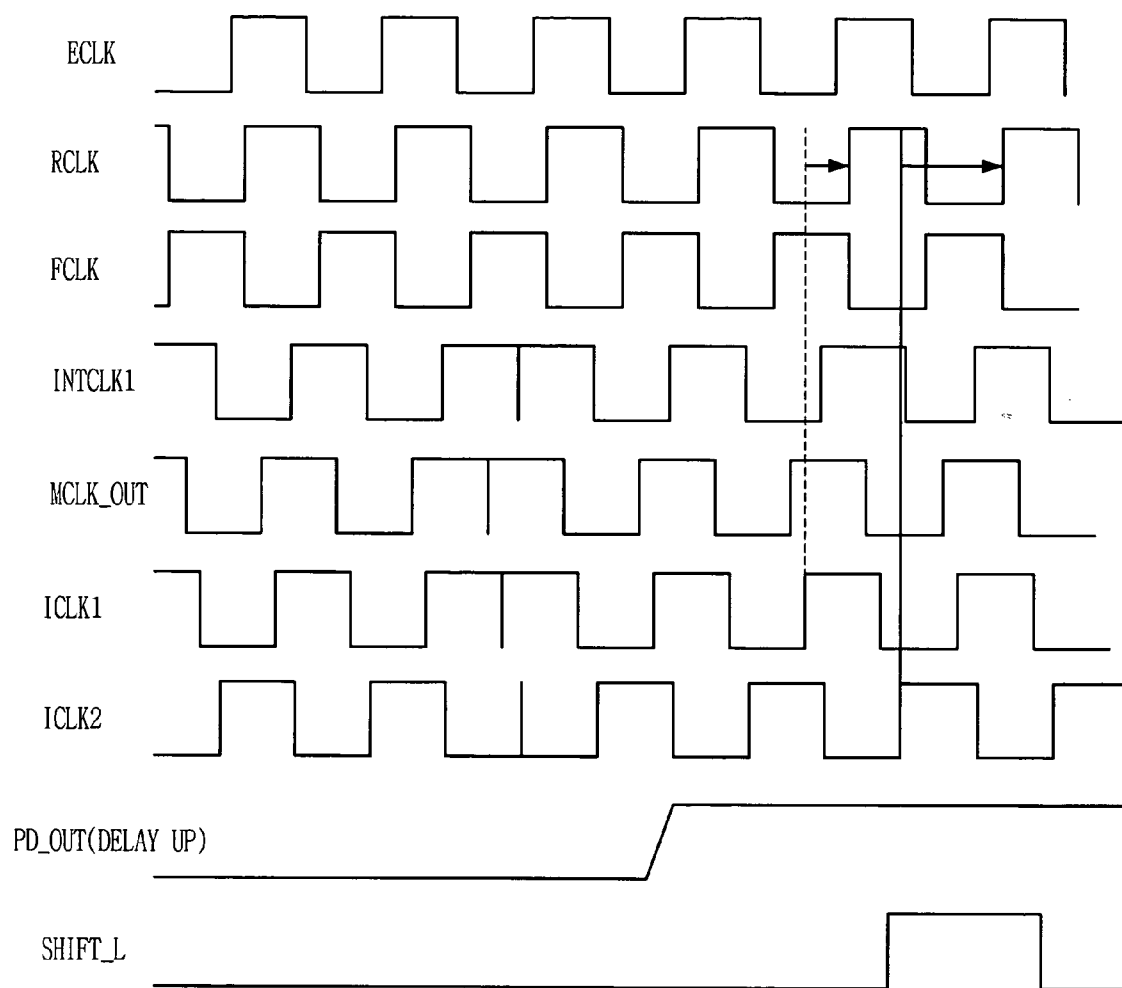 ECLK
RCLK
FCLK
INTCLK1
MCLK_OUT
ICLK1
ICLK2
PD_OUT(DELAY UP)
SHIFT_L